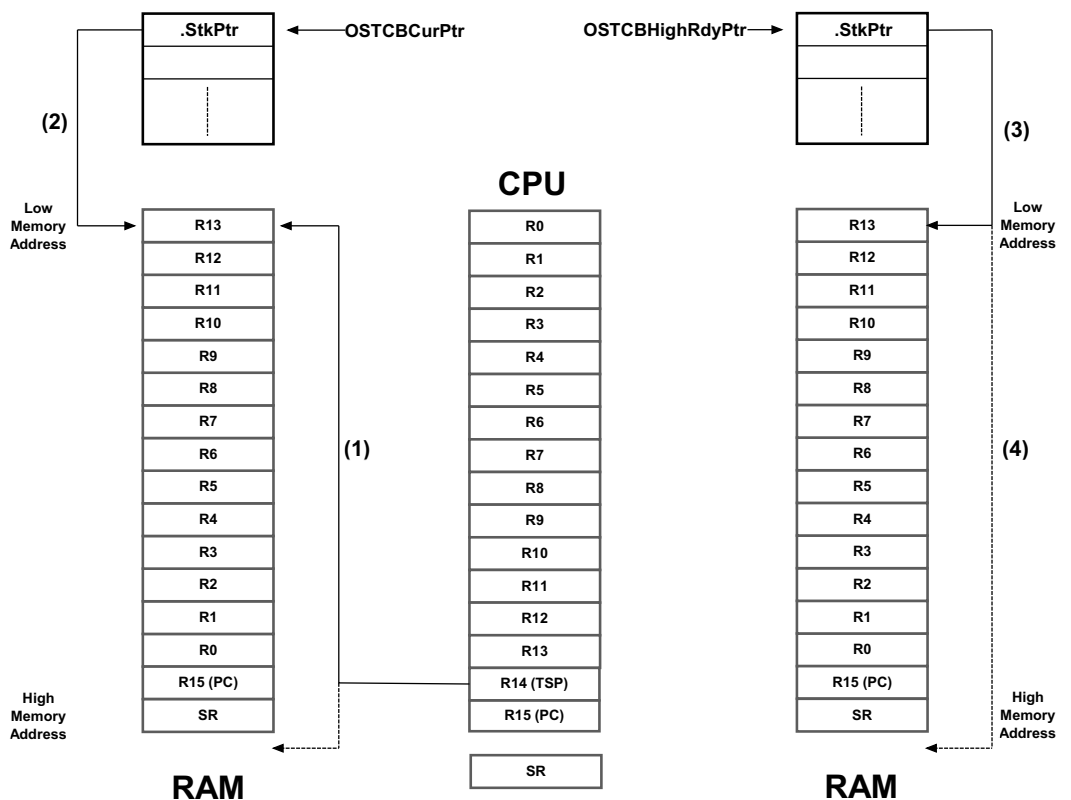 .StkPtr
OSTCBCurPtr
OSTCBHighRdyPtr
.StkPtr
(2)
(3)
CPU
Low
Memory
Address
R13
R12
R11
R10
R9
R8
R7
R6
R5
R4
R3
R2
R1
R0
R15 (PC)
SR
High
Memory
Address
RAM
(1)
R0
R1
R2
R3
R4
R5
R6
R7
R8
R9
R10
R11
R12
R13
R14 (TSP)
R15 (PC)
SR
R13
R12
R11
R10
R9
R8
R7
R6
R5
R4
R3
R2
R1
R0
R15 (PC)
SR
RAM
Low
Memory
Address
(4)
High
Memory
Address